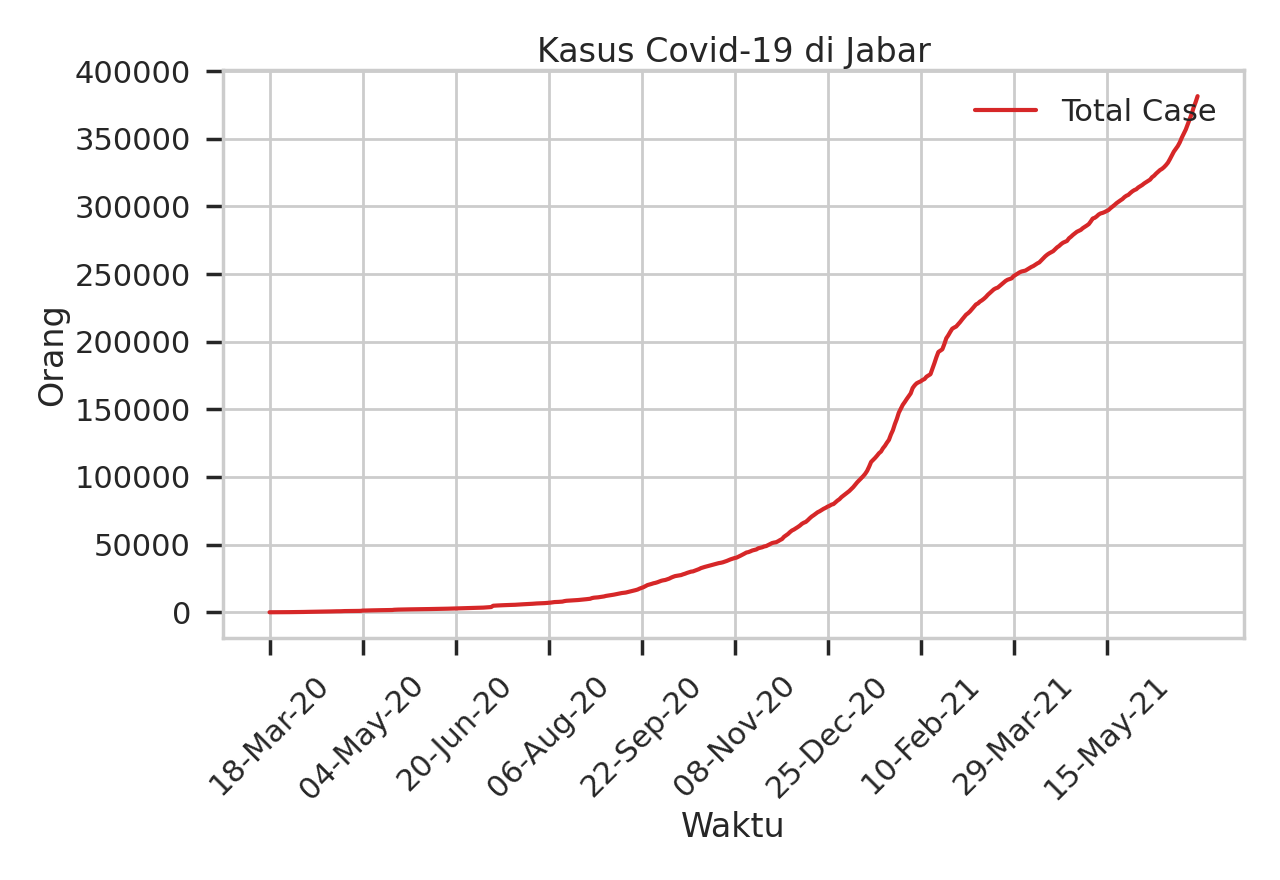 Kasus Covid-19 di Jabar
400000
350000
300000
250000
200000
150000
100000
50000
0
Orang
Total Case
18-Mar-20
04-May-20
20-Jun-20
06-Aug-20
22-Sep-20
08-Nov-20
25-Dec-20
10-Feb-21
29-Mar-21
15-May-21
Waktu